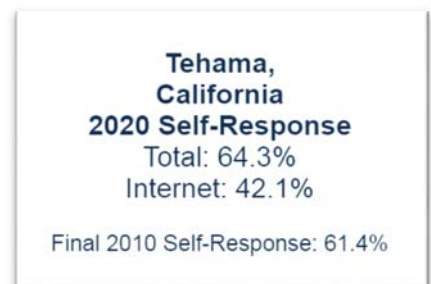 Tehama,
California
2020 Self-Response
Total: 64.3%
Internet: 42.1%
Final 2010 Self-Response: 61.4%